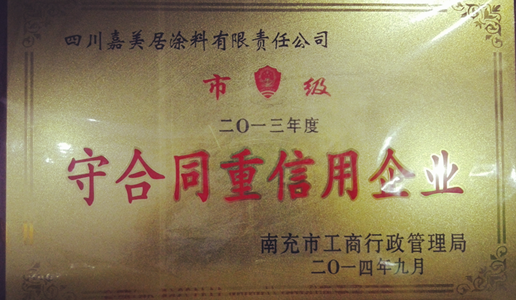 四川嘉美居涂料有限责任公司
市级
二〇一三年度
守合同重信用企业
南充市工商行政管理局
二〇一四年九月